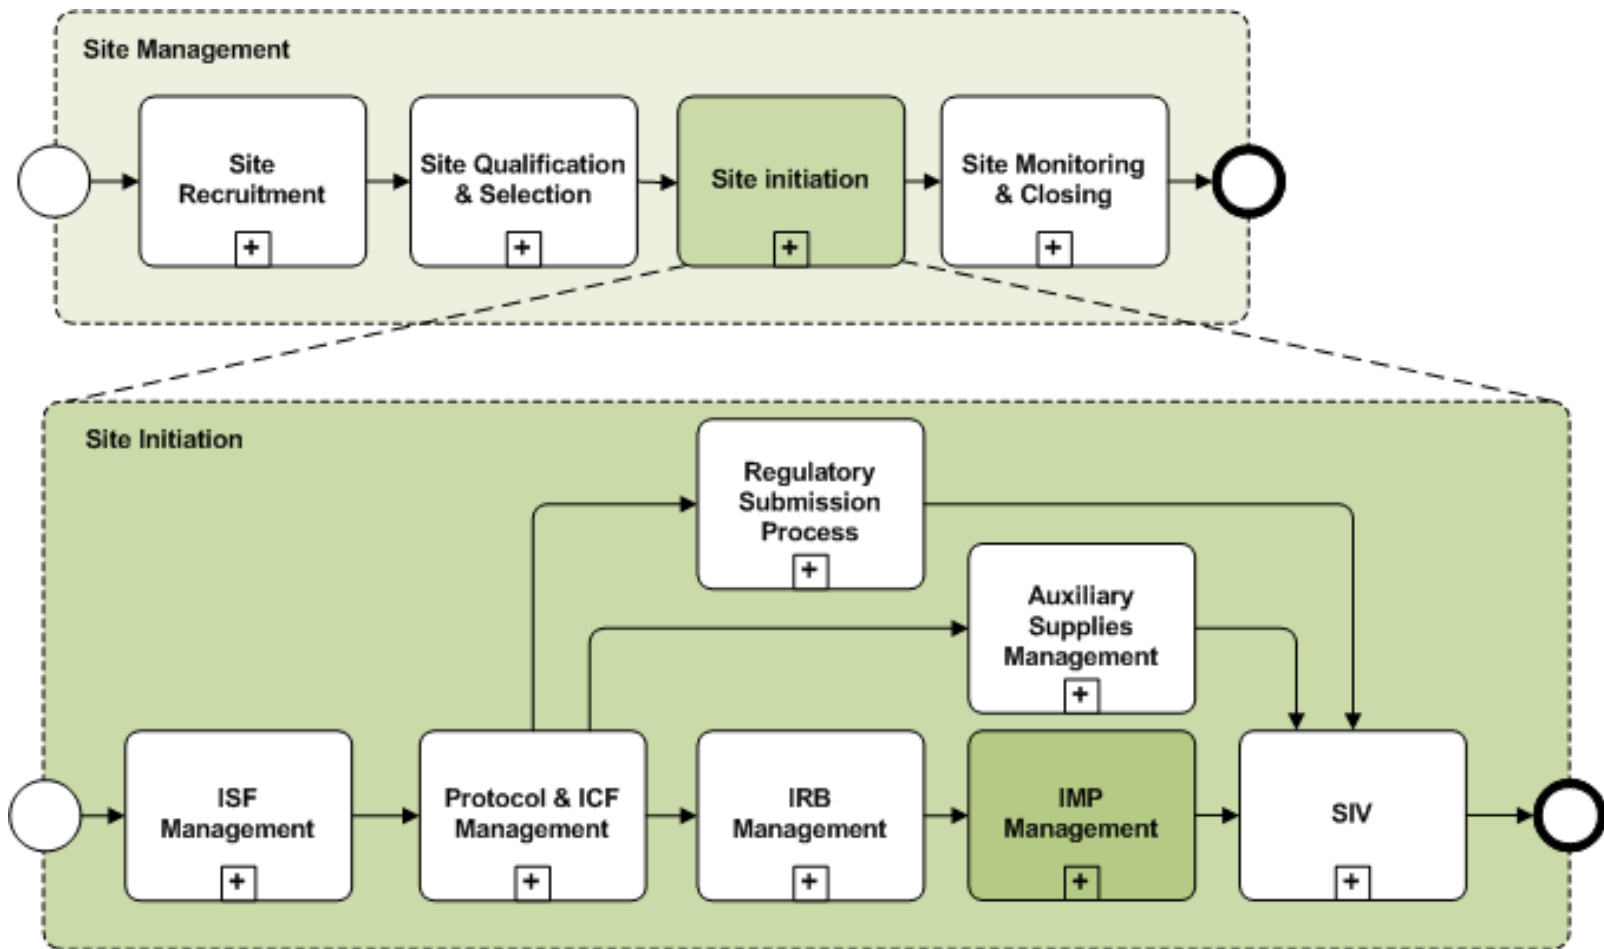 Site Management
Site
Recruitment
+
Site Qualification
& Selection
+
Site initiation
+
Site Monitoring
& Closing
+
Site Initiation
Regulatory
Submission
Process
+
Auxiliary
Supplies
Management
+
ISF
Management
+
Protocol & ICF
Management
+
IRB
Management
+
IMP
Management
+
SIV
+